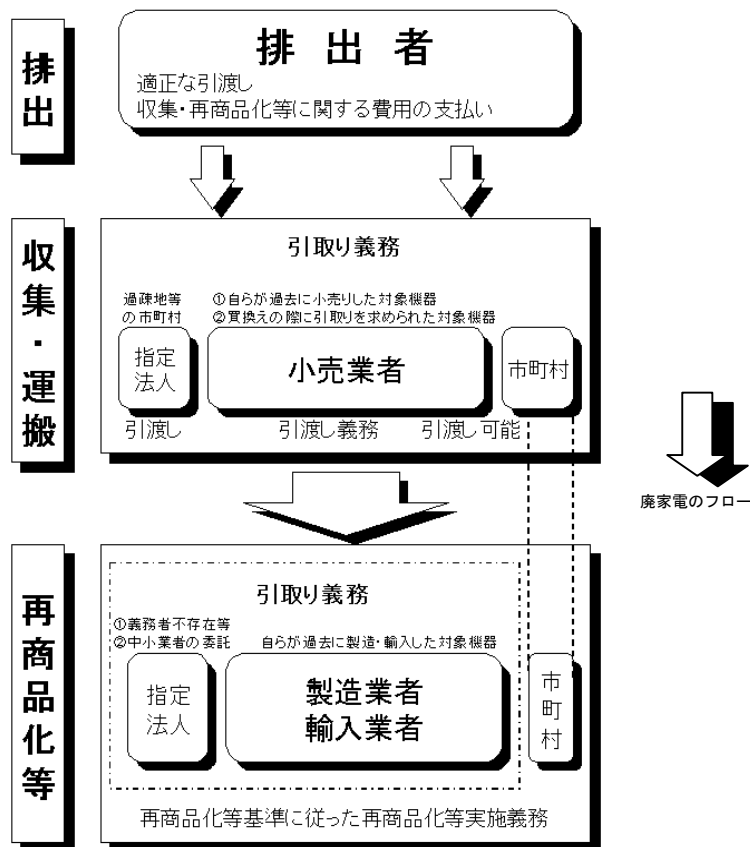 排出
排出者
適正な引渡し
収集・再商品化等に関する費用の支払い
収集・運搬
引取り義務
過疎地等
の市町村
①自らが過去に小売りした対象機器
②買換えの際に引取りを求められた対象機器
指定
法人
小売業者
市町村
引渡し
引渡し義務
引渡し可能
廃家電のフロー
再商品化等
引取り義務
①義務者不存在等
②中小業者の委託
自らが過去に製造・輸入した対象機器
指定
法人
製造業者
輸入業者
市町村
再商品化等基準に従った再商品化等実施義務